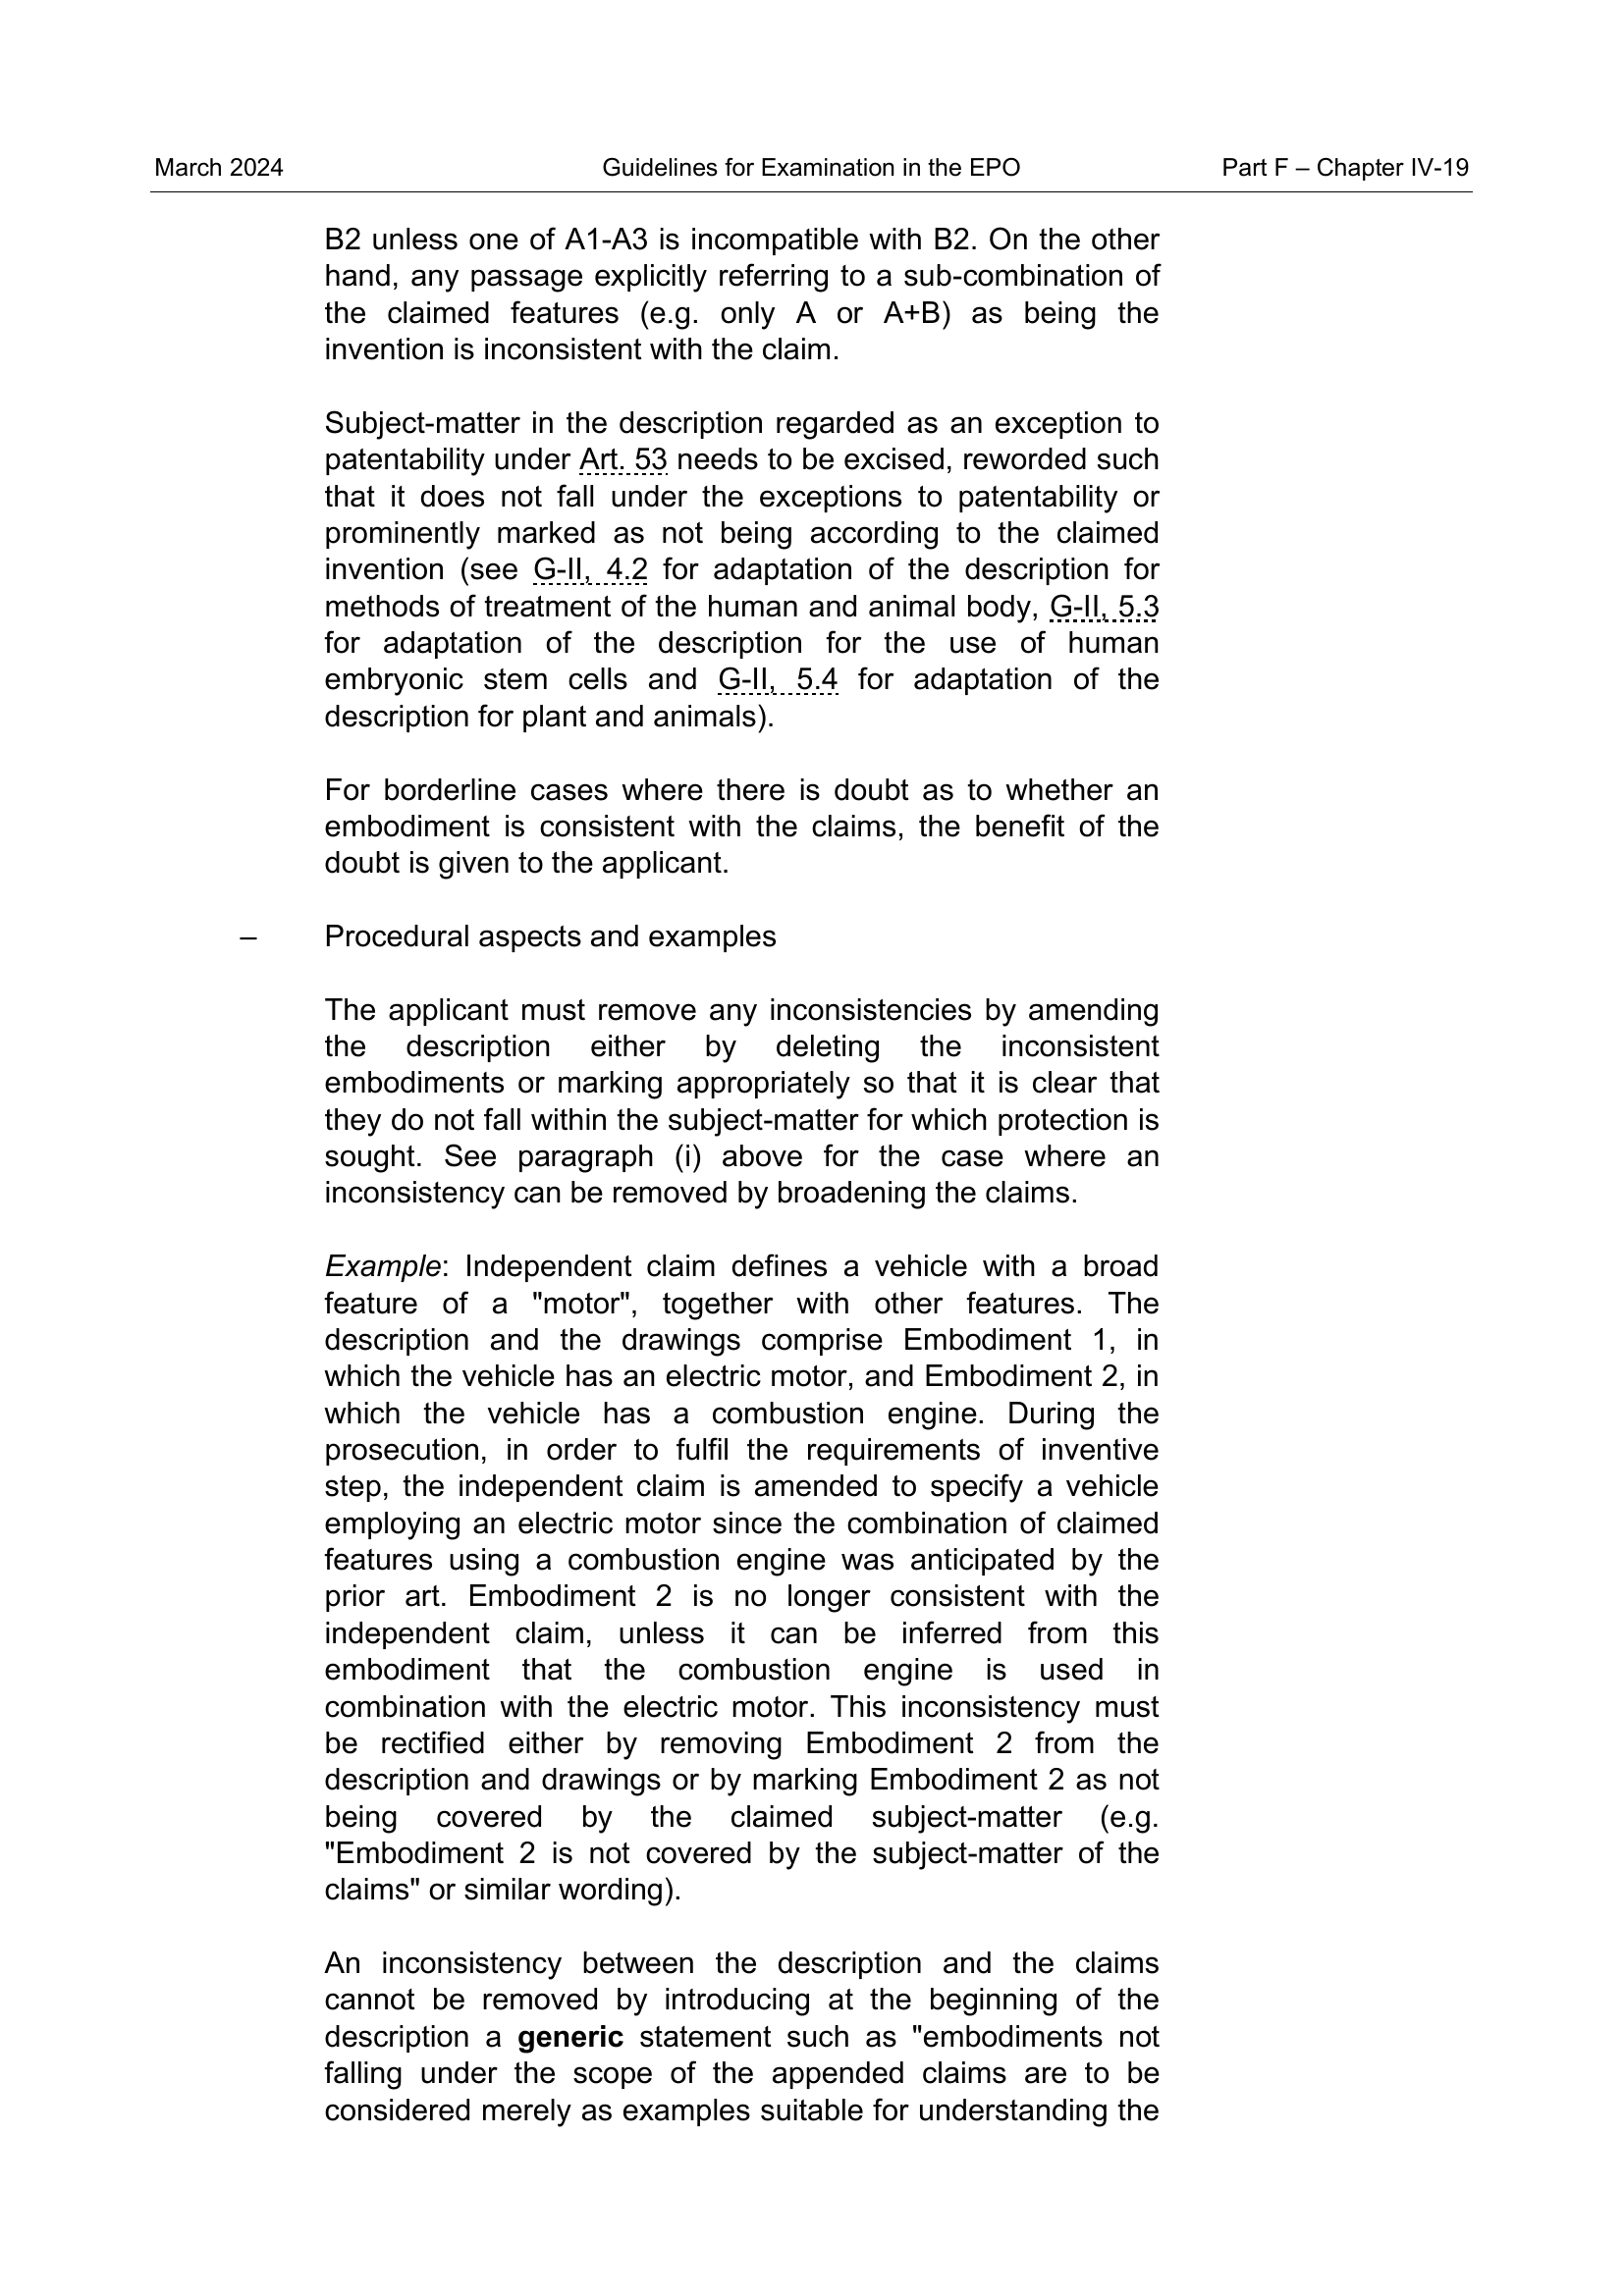 March 2024 Guidelines for Examination in the EPO Part F – Chapter IV-19
B2 unless one of A1-A3 is incompatible with B2. On the other
hand, any passage explicitly referring to a sub-combination of
the claimed features (e.g. only A or A+B) as being the
invention is inconsistent with the claim.
Subject-matter in the description regarded as an exception to
patentability under Art. 53 needs to be excised, reworded such
that it does not fall under the exceptions to patentability or
prominently marked as not being according to the claimed
invention (see G-II, 4.2 for adaptation of the description for
methods of treatment of the human and animal body, G-II, 5.3
for adaptation of the description for the use of human
embryonic stem cells and G-II, 5.4 for adaptation of the
description for plant and animals).
For borderline cases where there is doubt as to whether an
embodiment is consistent with the claims, the benefit of the
doubt is given to the applicant.
– Procedural aspects and examples
The applicant must remove any inconsistencies by amending
the description either by deleting the inconsistent
embodiments or marking appropriately so that it is clear that
they do not fall within the subject-matter for which protection is
sought. See paragraph (i) above for the case where an
inconsistency can be removed by broadening the claims.
Example: Independent claim defines a vehicle with a broad
feature of a "motor", together with other features. The
description and the drawings comprise Embodiment 1, in
which the vehicle has an electric motor, and Embodiment 2, in
which the vehicle has a combustion engine. During the
prosecution, in order to fulfil the requirements of inventive
step, the independent claim is amended to specify a vehicle
employing an electric motor since the combination of claimed
features using a combustion engine was anticipated by the
prior art. Embodiment 2 is no longer consistent with the
independent claim, unless it can be inferred from this
embodiment that the combustion engine is used in
combination with the electric motor. This inconsistency must
be rectified either by removing Embodiment 2 from the
description and drawings or by marking Embodiment 2 as not
being covered by the claimed subject-matter (e.g.
"Embodiment 2 is not covered by the subject-matter of the
claims" or similar wording).
An inconsistency between the description and the claims
cannot be removed by introducing at the beginning of the
description a generic statement such as "embodiments not
falling under the scope of the appended claims are to be
considered merely as examples suitable for understanding the